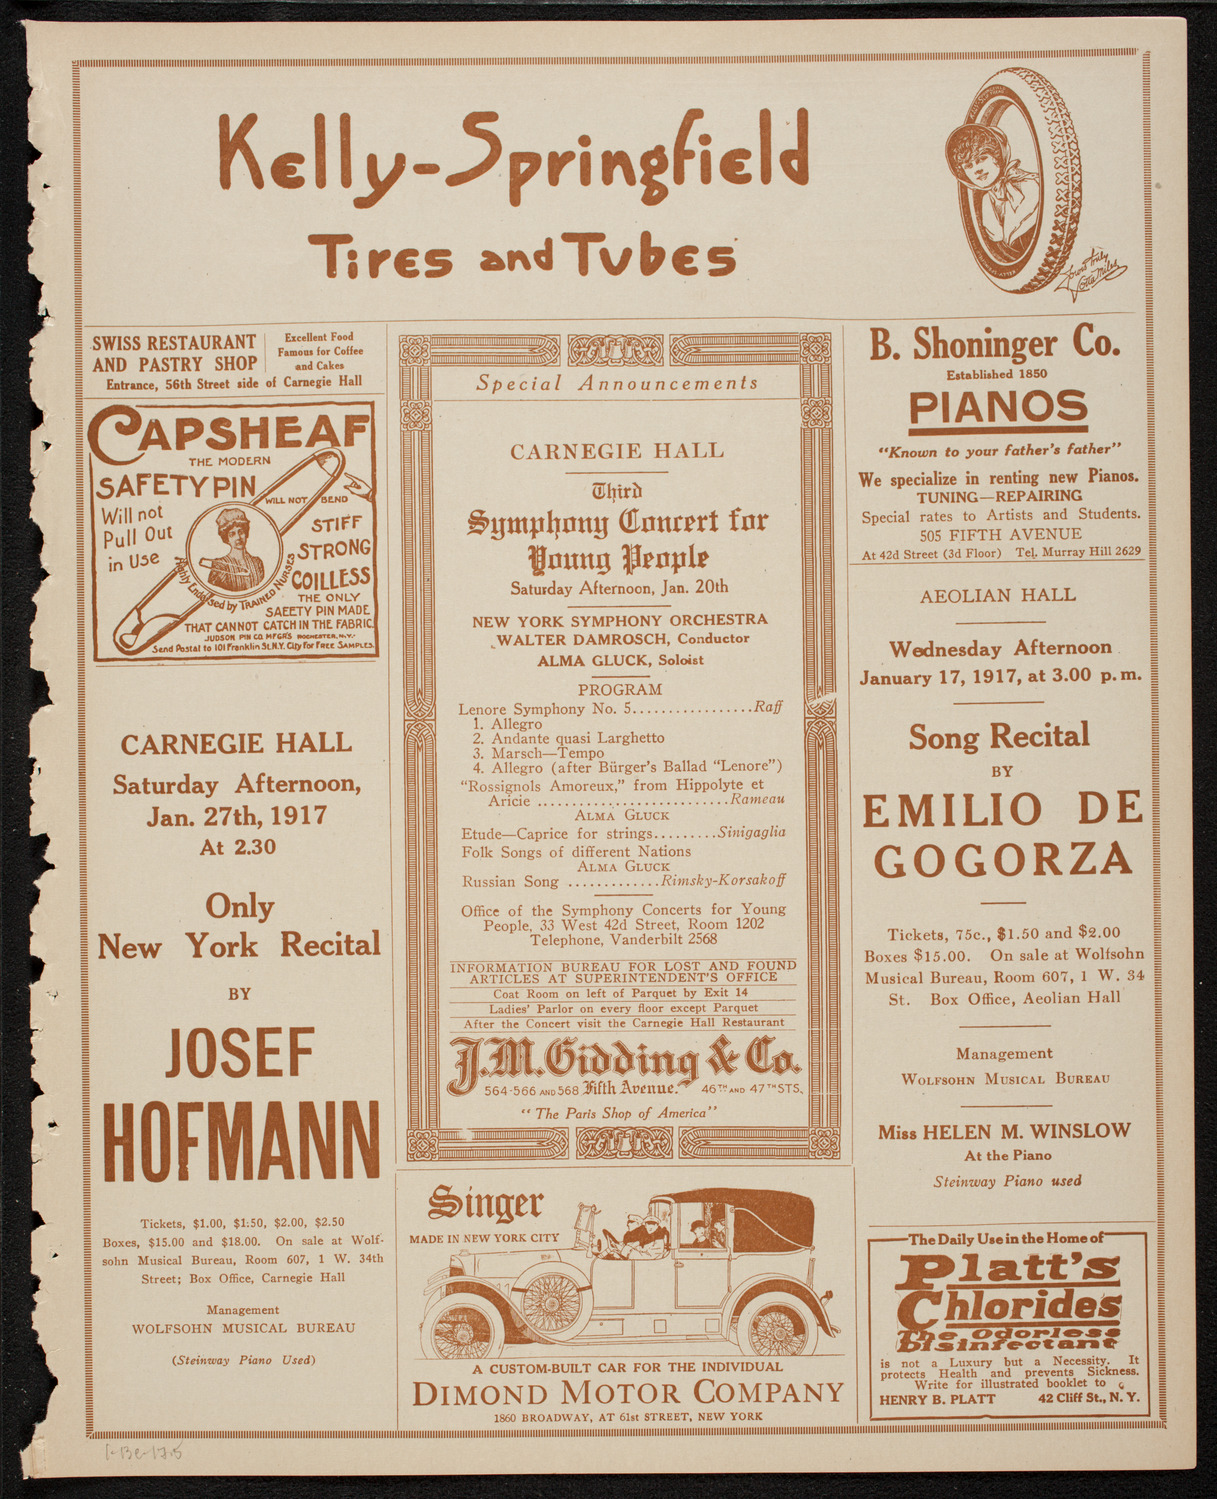 Kelly-Springfield
Tires and Tubes
Yours truly
Lotta Miles
SWISS RESTAURANT
AND PASTRY SHOP
Excellent Food
Famous for Coffee
and Cakes
Entrance, 56th Street side of Carnegie Hall
CAPSHEAF
THE MODERN
SAFETY PIN
WILL NOT BEND
Will not
Pull Out
in Use
STIFF
STRONG
COILLESS
Highly Endorsed by TRAINED NURSES
THE ONLY
SAFETY PIN MADE
THAT CANNOT CATCH IN THE FABRIC.
JUDSON PIN CO. MFGRS ROCHESTER, N.Y.
Send Postal to 101 Franklin St. N.Y. City for FREE SAMPLES.
CARNEGIE HALL
Saturday Afternoon,
Jan. 27th, 1917
At 2.30
Only
New York Recital
BY
JOSEF
HOFMANN
Tickets, $1.00, $1.50, $2.00, $2.50
Boxes, $15.00 and $18.00. On sale at Wolf-
sohn Musical Bureau, Room 607, 1 W. 34th
Street; Box Office, Carnegie Hall
Management
WOLFSOHN MUSICAL BUREAU
(Steinway Piano Used)
Special Announcements
CARNEGIE HALL
Third
Symphony Concert for
Young People
Saturday Afternoon, Jan. 20th
NEW YORK SYMPHONY ORCHESTRA
WALTER DAMROSCH, Conductor
ALMA GLUCK, Soloist
PROGRAM
Lenore Symphony No. 5................Raff
1. Allegro
2. Andante quasi Larghetto
3. Marsch—Tempo
4. Allegro (after Bürger's Ballad "Lenore")
"Rossignols Amoreux," from Hippolyte et
Aricie ..........................Rameau
ALMA GLUCK
Etude—Caprice for strings.........Sinigaglia
Folk Songs of different Nations
ALMA GLUCK
Russian Song .............Rimsky-Korsakoff
Office of the Symphony Concerts for Young
People, 33 West 42d Street, Room 1202
Telephone, Vanderbilt 2568
INFORMATION BUREAU FOR LOST AND FOUND
ARTICLES AT SUPERINTENDENT'S OFFICE
Coat Room on left of Parquet by Exit 14
Ladies' Parlor on every floor except Parquet
After the Concert visit the Carnegie Hall Restaurant
J.M. Gidding & Co.
564-566 AND 568 Fifth Avenue. 46TH AND 47TH STS.
"The Paris Shop of America"
Singer
MADE IN NEW YORK CITY
A CUSTOM-BUILT CAR FOR THE INDIVIDUAL
DIMOND MOTOR COMPANY
1860 BROADWAY, AT 61st STREET, NEW YORK
B. Shoninger Co.
Established 1850
PIANOS
"Known to your father's father"
We specialize in renting new Pianos.
TUNING—REPAIRING
Special rates to Artists and Students.
505 FIFTH AVENUE
At 42d Street (3d Floor) Tel. Murray Hill 2629
AEOLIAN HALL
Wednesday Afternoon
January 17, 1917, at 3.00 p. m.
Song Recital
BY
EMILIO DE
GOGORZA
Tickets, 75c., $1.50 and $2.00
Boxes $15.00. On sale at Wolfsohn
Musical Bureau, Room 607, 1 W. 34
St. Box Office, Aeolian Hall
Management
WOLFSOHN MUSICAL BUREAU
Miss HELEN M. WINSLOW
At the Piano
Steinway Piano used
The Daily Use in the Home of
Platt's
Chlorides
The Odorless
Disinfectant
is not a Luxury but a Necessity. It
protects Health and prevents Sickness.
Write for illustrated booklet to
HENRY B. PLATT 42 Cliff St., N. Y.